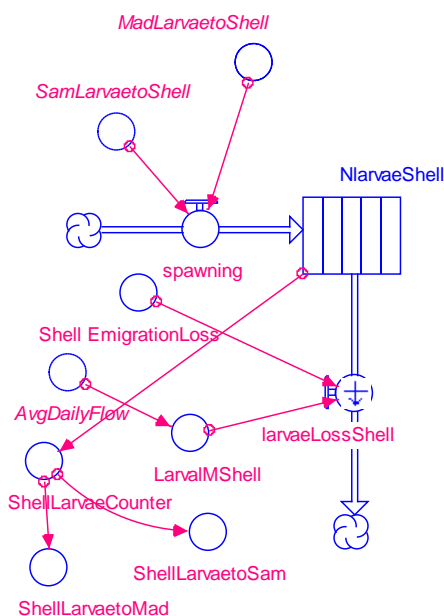 MadLarvaetoShell
SamLarvaetoShell
NlarvaeShell
spawning
Shell EmigrationLoss
AvgDailyFlow
larvaeLossShell
LarvalMShell
ShellLarvaeCounter
ShellLarvaetoSam
ShellLarvaetoMad